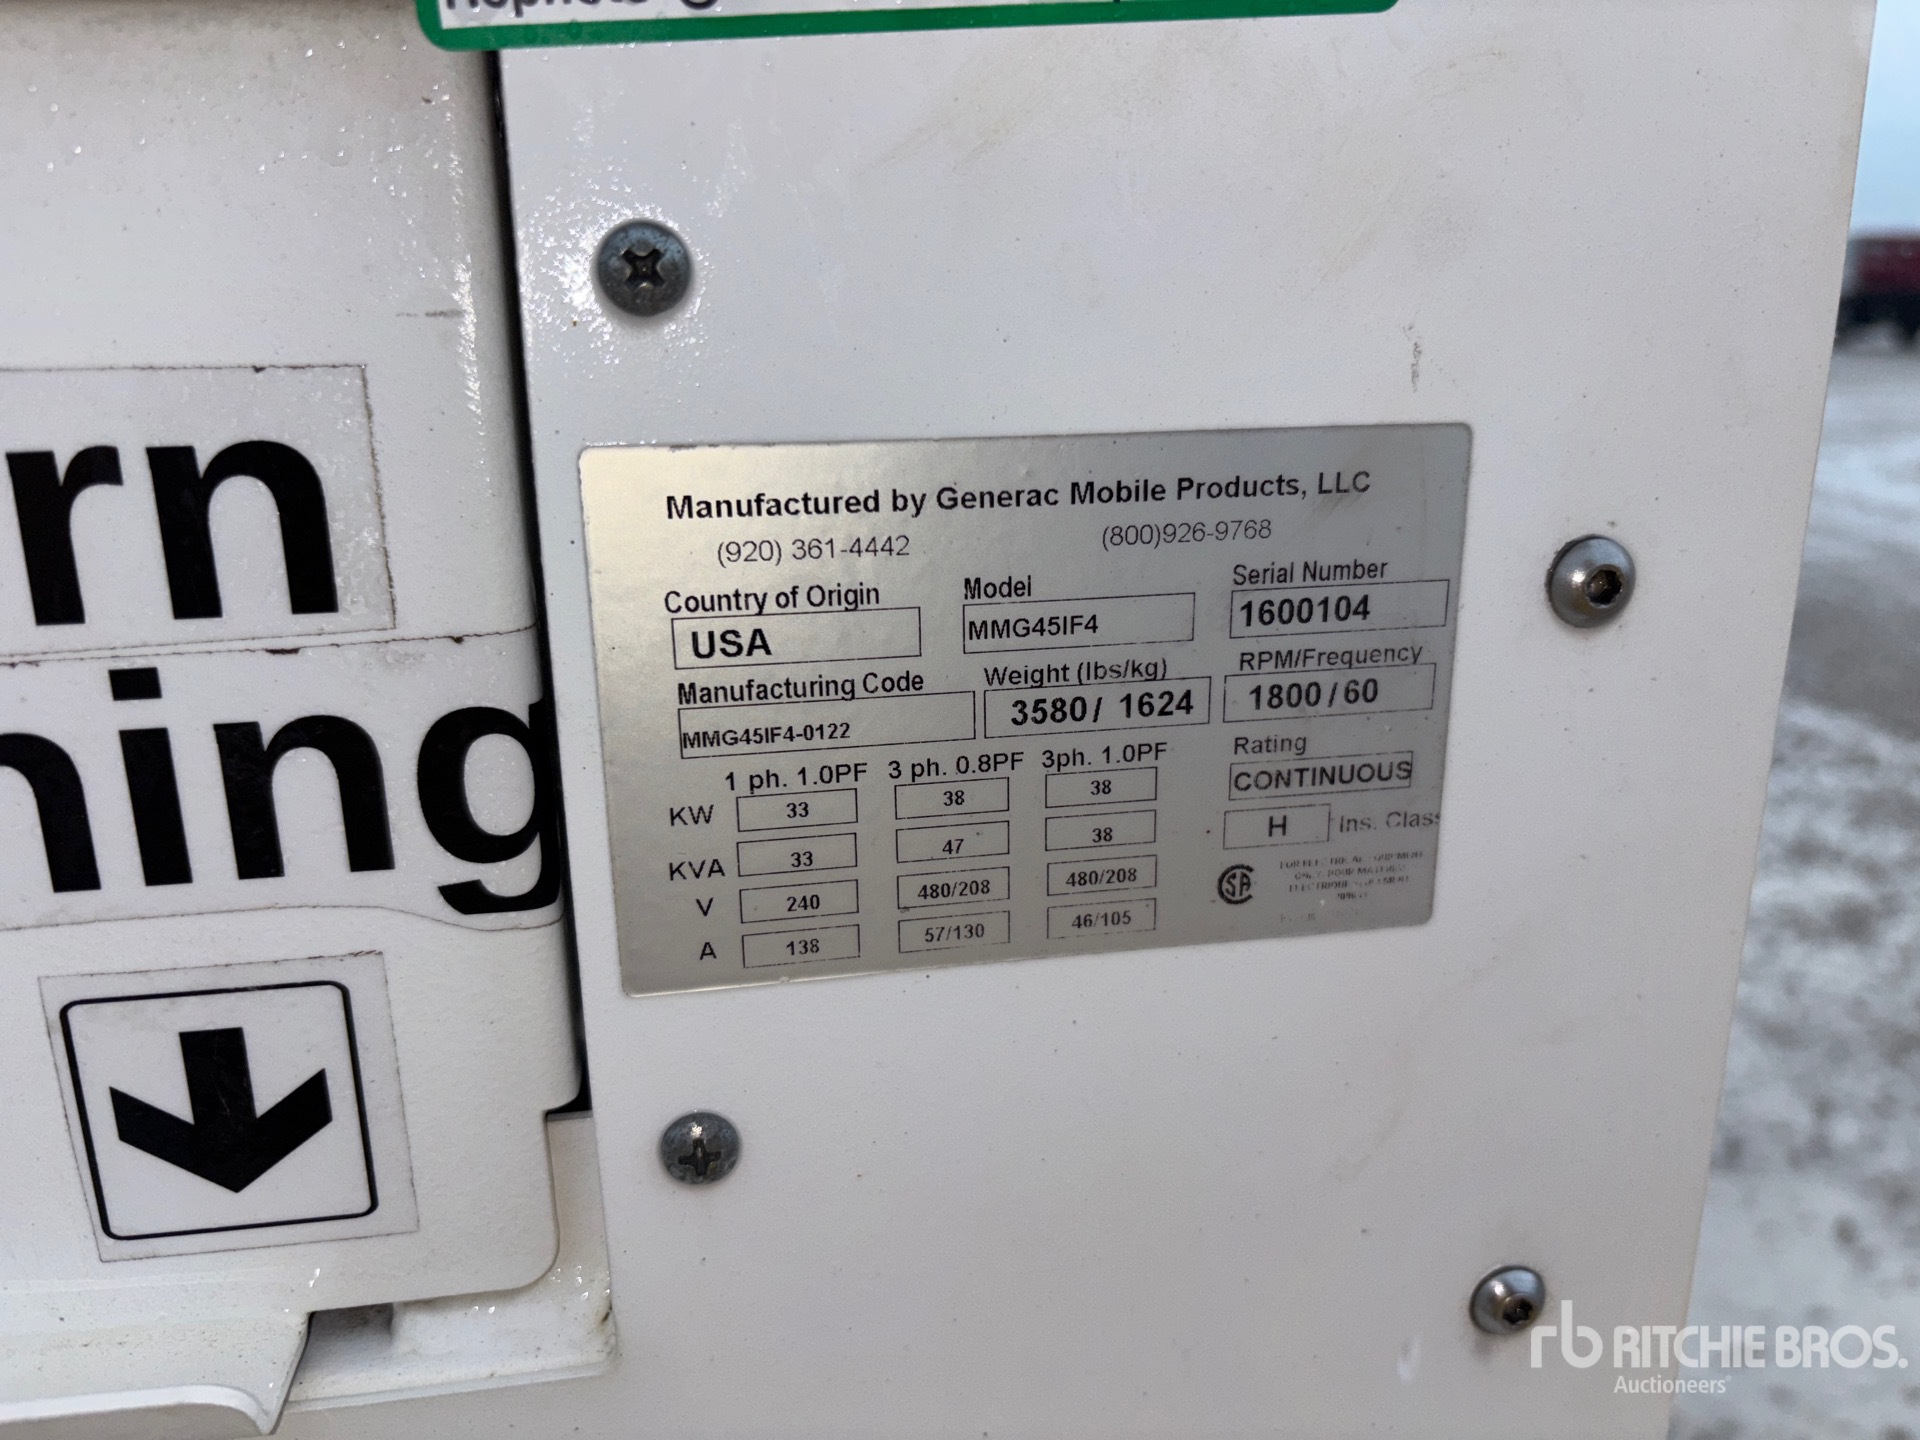 rn
ning
Manufactured by Generac Mobile Products, LLC
(920) 361-4442 (800)926-9768
Country of Origin Model Serial Number
USA MMG45IF4 1600104
Manufacturing Code Weight (lbs/kg) RPM/Frequency
MMG45IF4-0122 3580/ 1624 1800/60
1 ph. 1.0PF 3 ph. 0.8PF 3ph. 1.0PF Rating
KW 33 38 38 CONTINUOUS
KVA 33 47 38 H Ins. Class
V 240 480/208 480/208
A 138 57/130 46/105
rb RITCHIE BROS.
Auctioneers